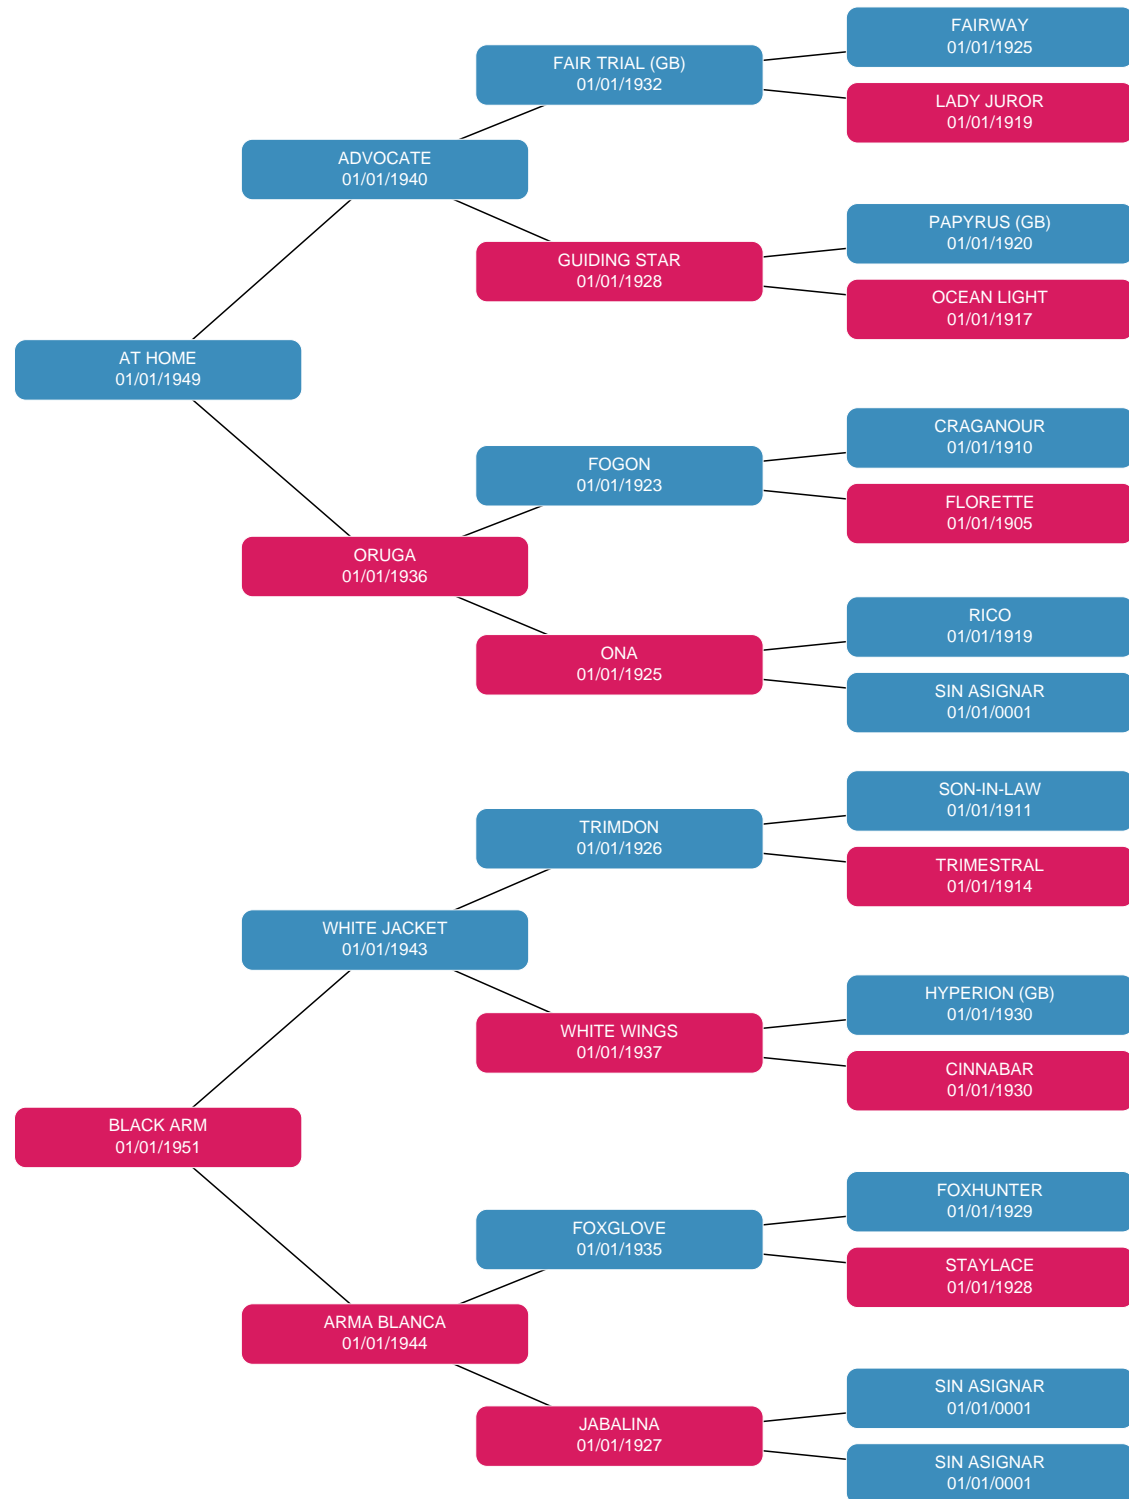 FAIRWAY
01/01/1925
FAIR TRIAL (GB)
01/01/1932
LADY JUROR
01/01/1919
ADVOCATE
01/01/1940
PAPYRUS (GB)
01/01/1920
GUIDING STAR
01/01/1928
OCEAN LIGHT
01/01/1917
AT HOME
01/01/1949
CRAGANOUR
01/01/1910
FOGON
01/01/1923
FLORETTE
01/01/1905
ORUGA
01/01/1936
RICO
01/01/1919
ONA
01/01/1925
SIN ASIGNAR
01/01/0001
SON-IN-LAW
01/01/1911
TRIMDON
01/01/1926
TRIMESTRAL
01/01/1914
WHITE JACKET
01/01/1943
HYPERION (GB)
01/01/1930
WHITE WINGS
01/01/1937
CINNABAR
01/01/1930
BLACK ARM
01/01/1951
FOXHUNTER
01/01/1929
FOXGLOVE
01/01/1935
STAYLACE
01/01/1928
ARMA BLANCA
01/01/1944
SIN ASIGNAR
01/01/0001
JABALINA
01/01/1927
SIN ASIGNAR
01/01/0001